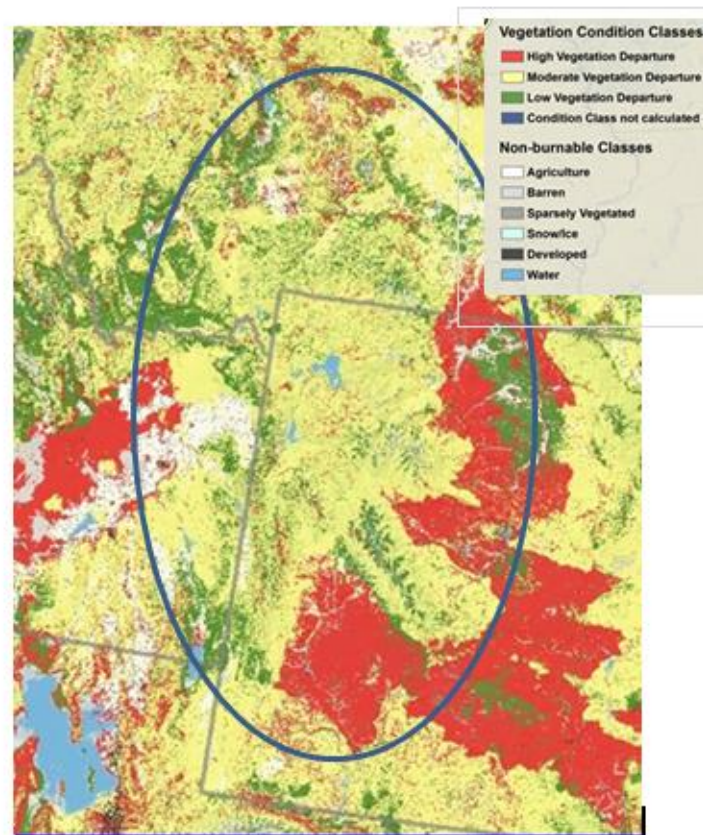 Vegetation Condition Classes
High Vegetation Departure
Moderate Vegetation Departure
Low Vegetation Departure
Condition Class not calculated
Non-burnable Classes
Agriculture
Barren
Sparsely Vegetated
Snow/Ice
Developed
Water